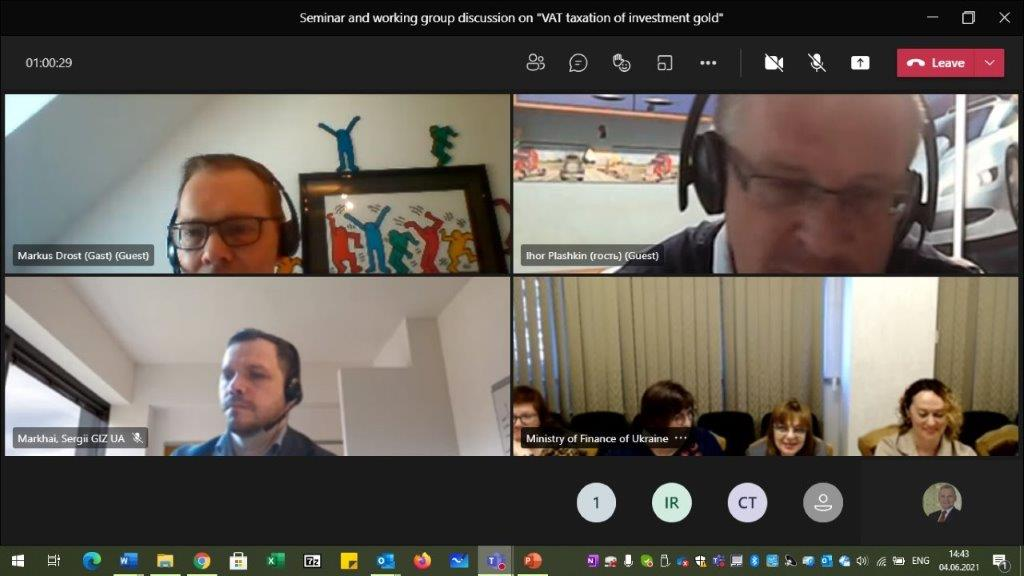 Seminar and working group discussion on "VAT taxation of investment gold"
01:00:29
Leave
Markus Drost (Gast) (Guest)
Ihor Plashkin (гость) (Guest)
Markhai, Sergii GIZ UA
Ministry of Finance of Ukraine
1
IR
CT
ENG
14:43
04.06.2021